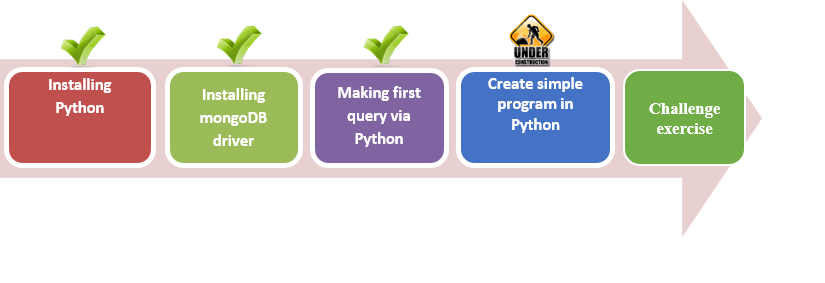 UNDER
CONSTRUCTION
Installing
Python
Installing
mongoDB
driver
Making first
query via
Python
Create simple
program in
Python
Challenge
exercise